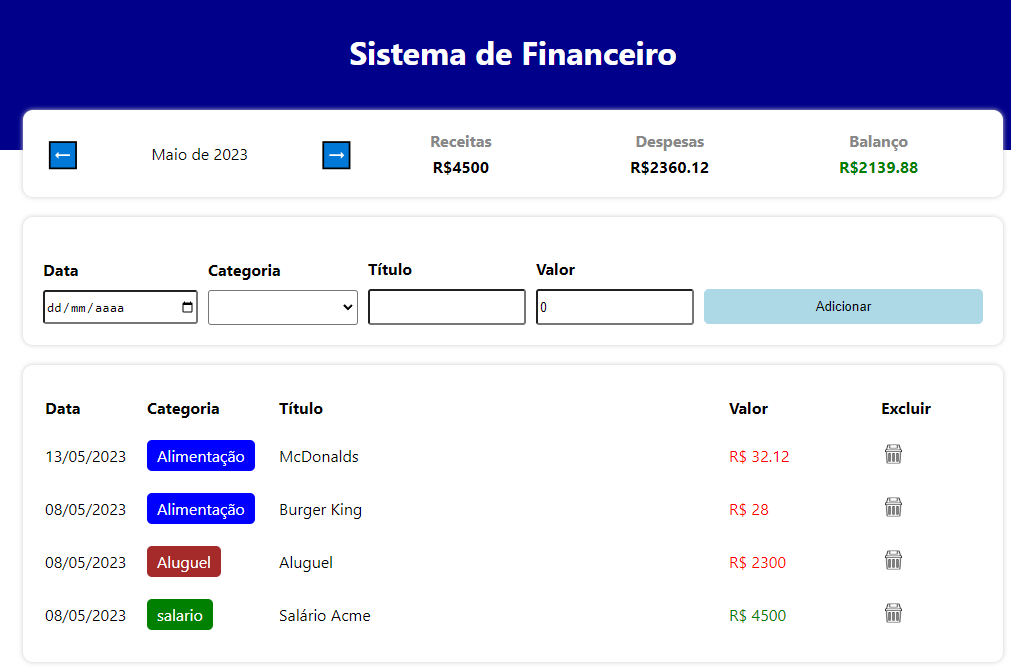 Sistema de Financeiro
← Maio de 2023 → Receitas Despesas Balanço
R$4500 R$2360.12 R$2139.88
Data Categoria Título Valor
dd/mm/aaaa 0 Adicionar
Data Categoria Título Valor Excluir
13/05/2023 Alimentação McDonalds R$ 32.12
08/05/2023 Alimentação Burger King R$ 28
08/05/2023 Aluguel Aluguel R$ 2300
08/05/2023 salario Salário Acme R$ 4500